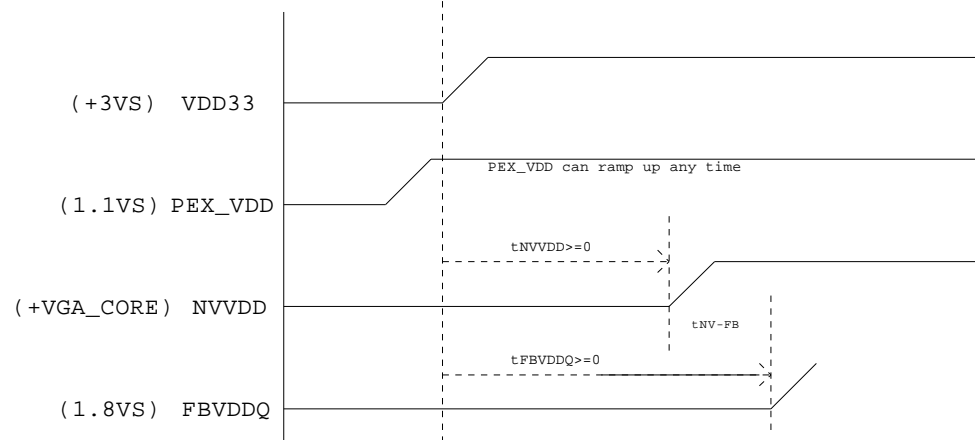 (+3VS) VDD33
PEX_VDD can ramp up any time
(1.1VS) PEX_VDD
tNVVDD>=0
(+VGA_CORE) NVVDD
tNV-FB
tFBVDDQ>=0
(1.8VS) FBVDDQ